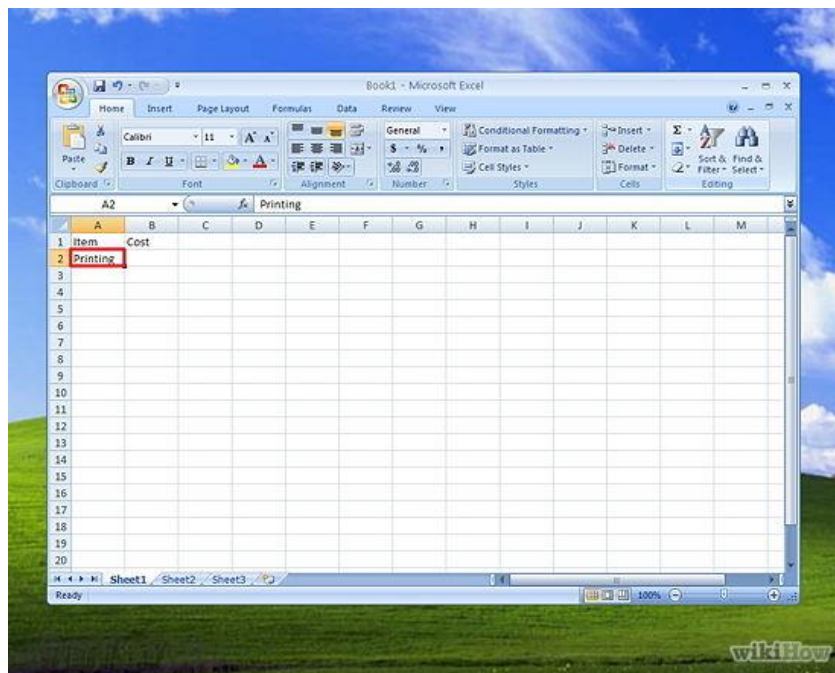 Book1 - Microsoft Excel
Home Insert Page Layout Formulas Data Review View
Paste
Calibri 11 A A
B I U A
General
$ % ,
Conditional Formatting
Format as Table
Cell Styles
Insert
Delete
Format
Σ
Sort & Filter
Find & Select
Clipboard Font Alignment Number Styles Cells Editing
A2 fx Printing
A B C D E F G H I J K L M
1 Item Cost
2 Printing
3
4
5
6
7
8
9
10
11
12
13
14
15
16
17
18
19
20
Sheet1 Sheet2 Sheet3
Ready 100%
wikiHow